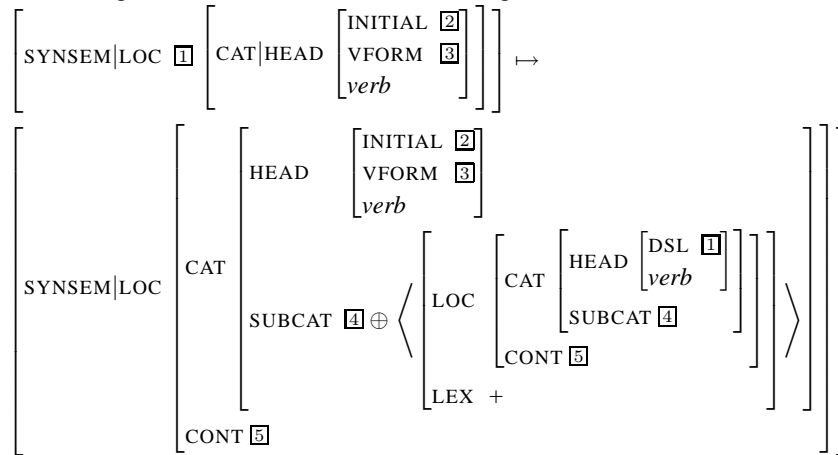 INITIAL 2
SYNSEM|LOC 1 CAT|HEAD VFORM 3 ↦
verb
INITIAL 2
HEAD VFORM 3
verb
DSL 1
CAT HEAD verb
CAT
SYNSEM|LOC LOC
SUBCAT 4 ⊕ ⟨ SUBCAT 4 ⟩
CONT 5
LEX +
CONT 5